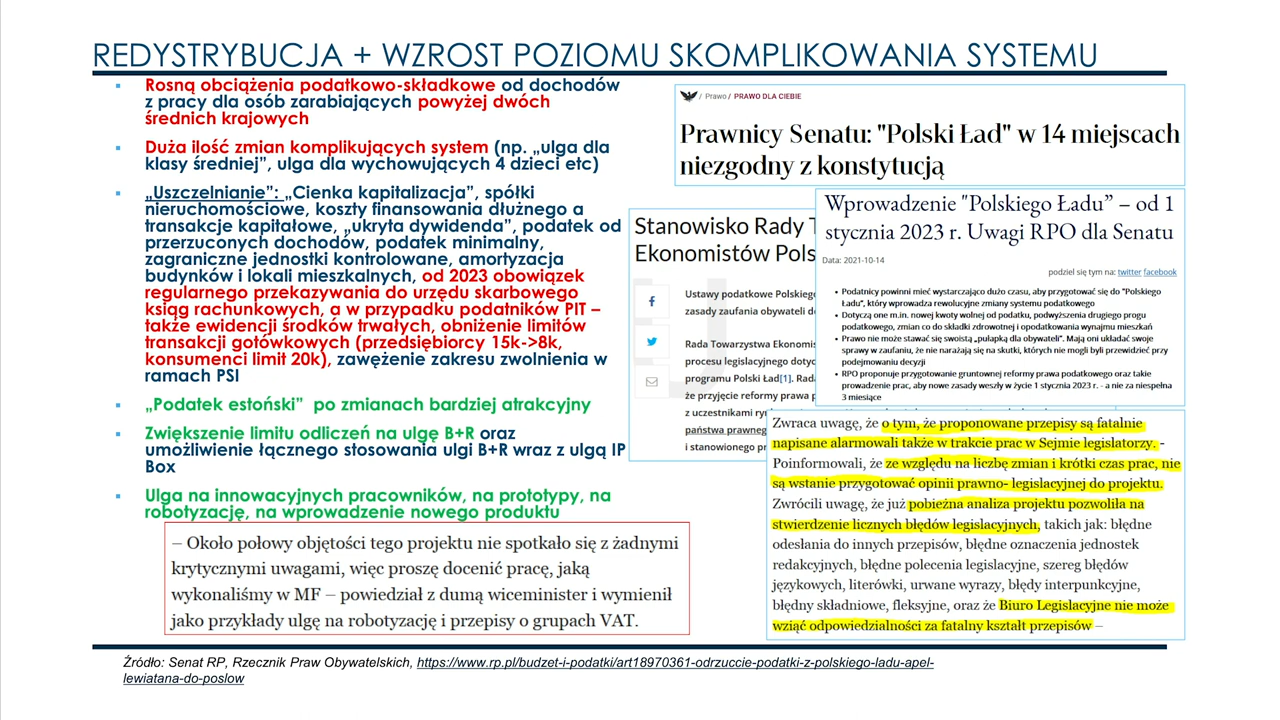 REDYSTRYBUCJA + WZROST POZIOMU SKOMPLIKOWANIA SYSTEMU
Rosną obciążenia podatkowo-składkowe od dochodów
z pracy dla osób zarabiających powyżej dwóch
średnich krajowych
Duża ilość zmian komplikujących system (np. „ulga dla
klasy średniej”, ulga dla wychowujących 4 dzieci etc)
„Uszczelnianie”: „Cienka kapitalizacja”, spółki
nieruchomościowe, koszty finansowania dłużnego a
transakcje kapitałowe, „ukryta dywidenda”, podatek od
przerzuconych dochodów, podatek minimalny,
zagraniczne jednostki kontrolowane, amortyzacja
budynków i lokali mieszkalnych, od 2023 obowiązek
regularnego przekazywania do urzędu skarbowego
ksiąg rachunkowych, a w przypadku podatników PIT –
także ewidencji środków trwałych, obniżenie limitów
transakcji gotówkowych (przedsiębiorcy 15k->8k,
konsumenci limit 20k), zawężenie zakresu zwolnienia w
ramach PSI
„Podatek estoński” po zmianach bardziej atrakcyjny
Zwiększenie limitu odliczeń na ulgę B+R oraz
umożliwienie łącznego stosowania ulgi B+R wraz z ulgą IP
Box
Ulga na innowacyjnych pracowników, na prototypy, na
robotyzację, na wprowadzenie nowego produktu
– Około połowy objętości tego projektu nie spotkało się z żadnymi
krytycznymi uwagami, więc proszę docenić pracę, jaką
wykonaliśmy w MF – powiedział z dumą wiceminister i wymienił
jako przykłady ulgę na robotyzację i przepisy o grupach VAT.
/ Prawo / PRAWO DLA CIEBIE
Prawnicy Senatu: "Polski Ład" w 14 miejscach
niezgodny z konstytucją
Stanowisko Rady
Ekonomistów Pols
Ustawy podatkowe Polskiego
zasady zaufania obywateli do
Rada Towarzystwa Ekonomis
procesu legislacyjnego dotyc
programu Polski Ład[1]. Rada
że przyjęcie reformy prawa p
z uczestnikami
państwa prawneg
i stanowionego pr
Wprowadzenie "Polskiego Ładu” – od 1
stycznia 2023 r. Uwagi RPO dla Senatu
Data: 2021-10-14
podziel się tym na: twitter facebook
Podatnicy powinni mieć wystarczająco dużo czasu, aby przygotować się do "Polskiego
Ładu", który wprowadza rewolucyjne zmiany systemu podatkowego
Dotyczą one m.in. nowej kwoty wolnej od podatku, podwyższenia drugiego progu
podatkowego, zmian co do składki zdrowotnej i opodatkowania wynajmu mieszkań
Prawo nie może stawać się swoistą „pułapką dla obywateli”. Mają oni układać swoje
sprawy w zaufaniu, że nie narażają się na skutki, których nie mogli byli przewidzieć przy
podejmowaniu decyzji
RPO proponuje przygotowanie gruntownej reformy prawa podatkowego oraz takie
prowadzenie prac, aby nowe zasady weszły w życie 1 stycznia 2023 r. - a nie za niespełna
3 miesiące
Zwraca uwagę, że o tym, że proponowane przepisy są fatalnie
napisane alarmowali także w trakcie prac w Sejmie legislatorzy. -
Poinformowali, że ze względu na liczbę zmian i krótki czas prac, nie
są wstanie przygotować opinii prawno- legislacyjnej do projektu.
Zwrócili uwagę, że już pobieżna analiza projektu pozwoliła na
stwierdzenie licznych błędów legislacyjnych, takich jak: błędne
odesłania do innych przepisów, błędne oznaczenia jednostek
redakcyjnych, błędne polecenia legislacyjne, szereg błędów
językowych, literówki, urwane wyrazy, błędy interpunkcyjne,
błędny składniowe, fleksyjne, oraz że Biuro Legislacyjne nie może
wziąć odpowiedzialności za fatalny kształt przepisów –
Źródło: Senat RP, Rzecznik Praw Obywatelskich, https://www.rp.pl/budzet-i-podatki/art18970361-odrzuccie-podatki-z-polskiego-ladu-apel-
lewiatana-do-poslow